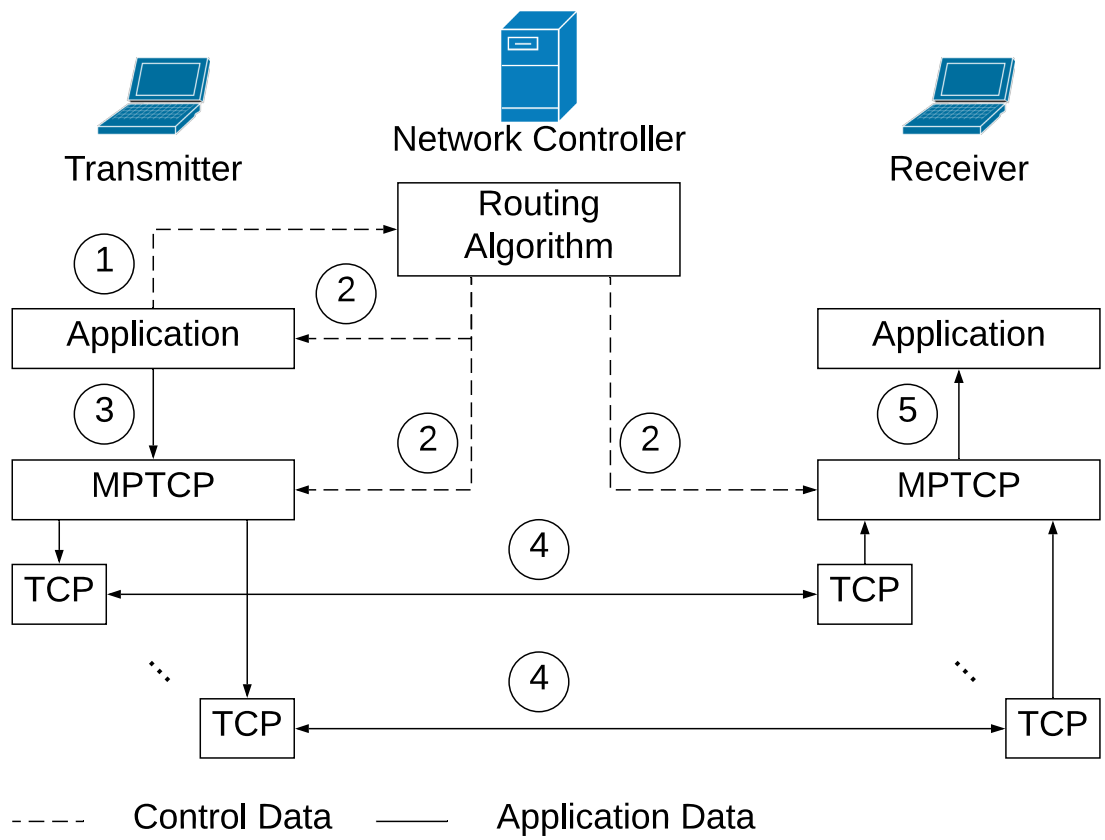 Network Controller
Transmitter
Receiver
Routing
Algorithm
1
2
Application
Application
3
2
2
5
MPTCP
MPTCP
4
TCP
TCP
4
TCP
TCP
Control Data
Application Data